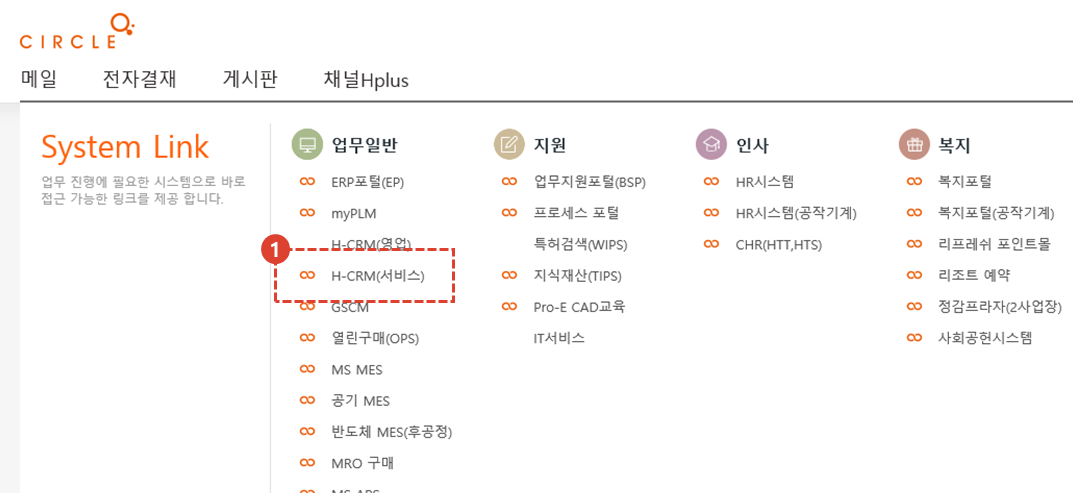 CIRCLE
메일 전자결재 게시판 채널Hplus
System Link
업무 진행에 필요한 시스템으로 바로
접근 가능한 링크를 제공 합니다.
업무일반
ERP포털(EP)
myPLM
H-CRM(영업)
1
H-CRM(서비스)
GSCM
열린구매(OPS)
MS MES
공기 MES
반도체 MES(후공정)
MRO 구매
MS APS
지원
업무지원포털(BSP)
프로세스 포털
특허검색(WIPS)
지식재산(TIPS)
Pro-E CAD교육
IT서비스
인사
HR시스템
HR시스템(공작기계)
CHR(HTT,HTS)
복지
복지포털
복지포털(공작기계)
리프레쉬 포인트몰
리조트 예약
정감프라자(2사업장)
사회공헌시스템